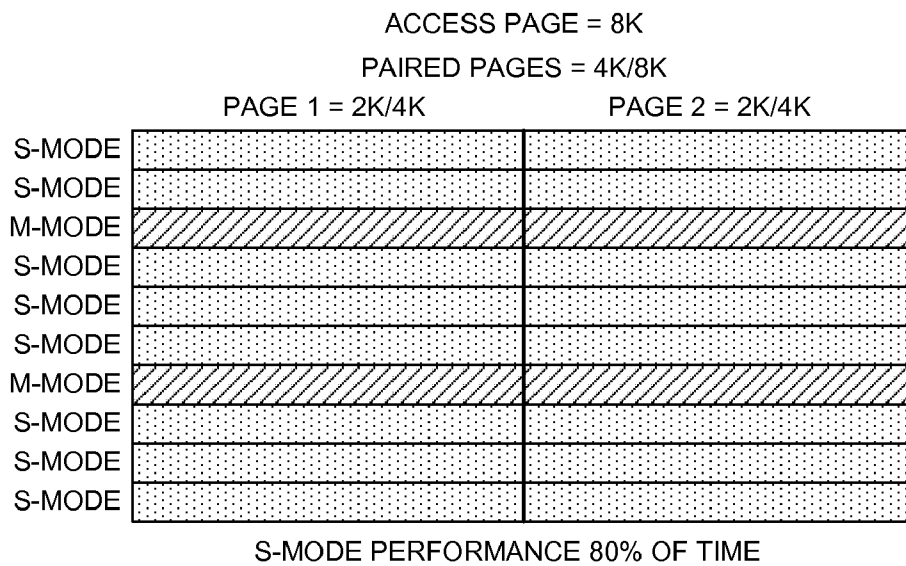 ACCESS PAGE = 8K
PAIRED PAGES = 4K/8K
PAGE 1 = 2K/4K PAGE 2 = 2K/4K
S-MODE
S-MODE
M-MODE
S-MODE
S-MODE
S-MODE
M-MODE
S-MODE
S-MODE
S-MODE
S-MODE PERFORMANCE 80% OF TIME